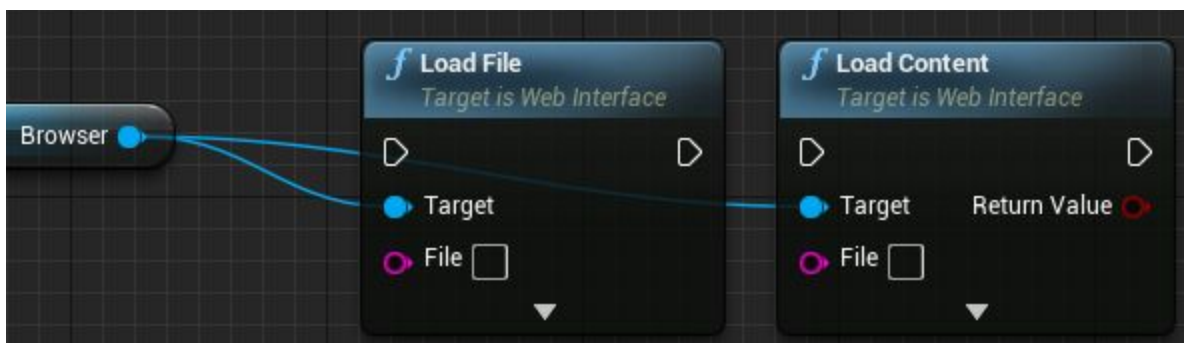 Browser
Load File
Target is Web Interface
Target
File
Load Content
Target is Web Interface
Target Return Value
File